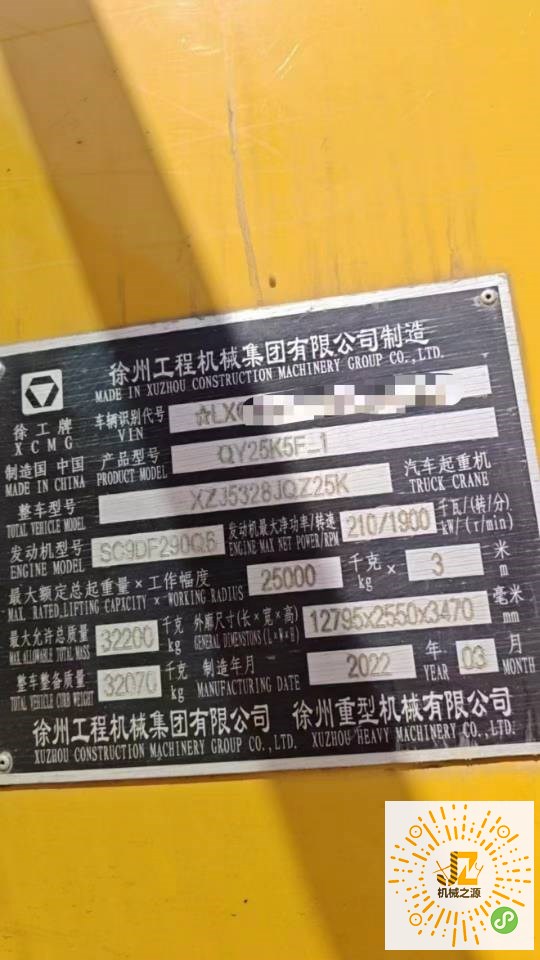 徐州工程机械集团有限公司制造
MADE IN XUZHOU CONSTRUCTION MACHINERY GROUP CO., LTD.
徐工牌
XCMG
车辆识别代号
VIN
☆LX
制造国 中国
MADE IN CHINA
产品型号
PRODUCT MODEL
QY25K5F-1
整车型号
TOTAL VEHICLE MODEL
XZJ5328JQZ25K
汽车起重机
TRUCK CRANE
发动机型号
ENGINE MODEL
SC9DF290Q6
发动机最大净功率/转速
ENGINE MAX NET POWER/RPM
210/1900
千瓦/(转/分)
kW/(r/min)
最大额定总起重量×工作幅度
MAX. RATED.LIFTING CAPACITY × WORKING RADIUS
25000
千克
kg
×
3
米
m
最大允许总质量
MAX ALLOWABLE TOTAL MASS
32200
千克
kg
外廓尺寸(长×宽×高)
GENERAL DIMENSTONS (L×W×H)
12795x2550x3470
毫米
mm
整车整备质量
TOTAL VEHICLE CORB WEIGHT
32070
千克
kg
制造年月
MANUFACTURING DATE
2022
年
YEAR
03
月
MONTH
徐州工程机械集团有限公司
XUZHOU CONSTRUCTION MACHINERY GROUP CO., LTD.
徐州重型机械有限公司
XUZHOU HEAVY MACHINERY CO., LTD.
JZ
机械之源